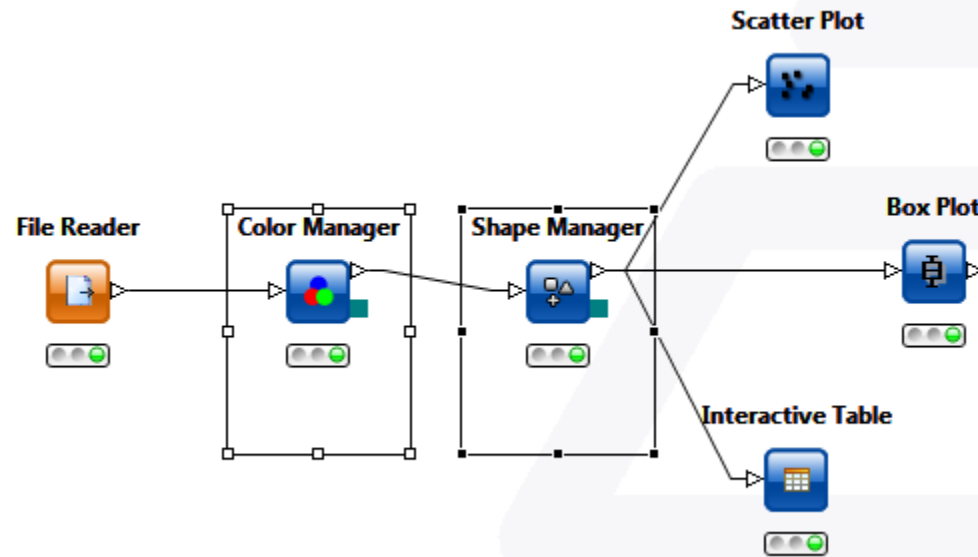 Scatter Plot
File Reader
Color Manager
Shape Manager
Box Plot
Interactive Table